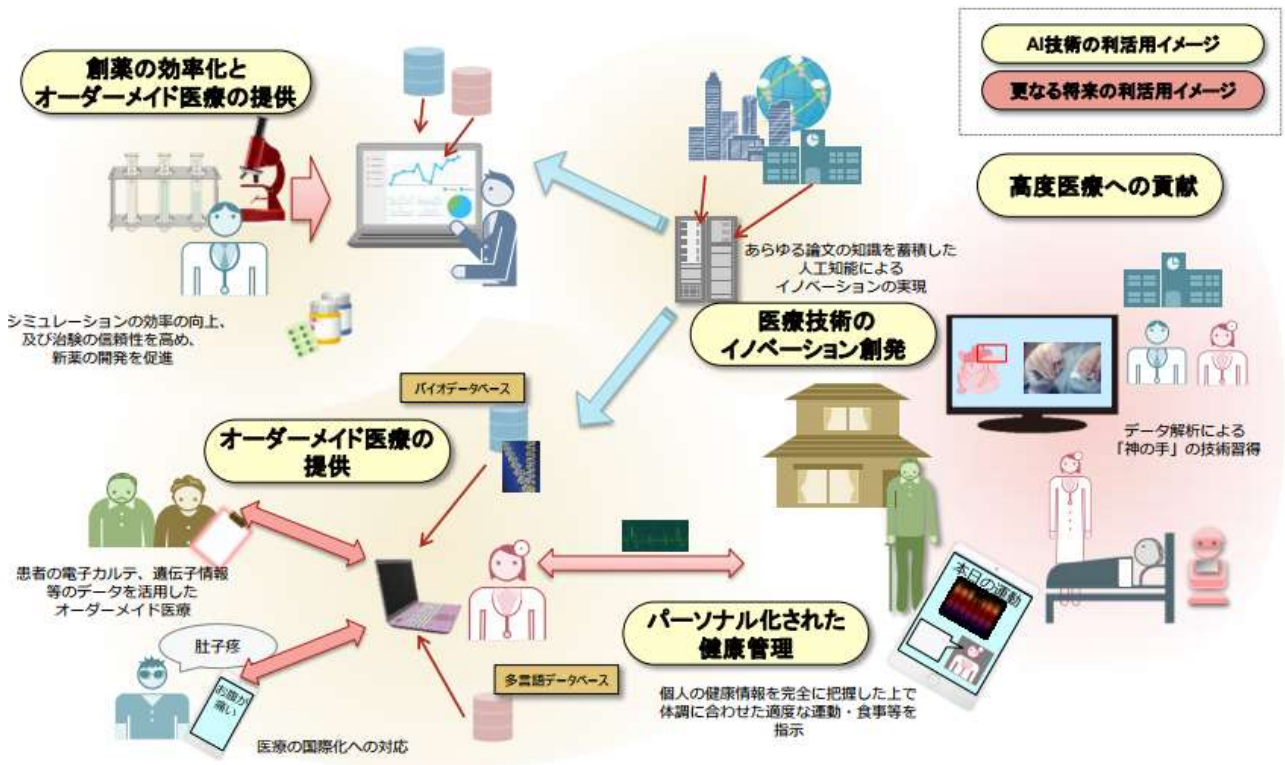 創薬の効率化と
オーダーメイド医療の提供
AI技術の利活用イメージ
更なる将来の利活用イメージ
高度医療への貢献
あらゆる論文の知識を蓄積した
人工知能による
イノベーションの実現
シミュレーションの効率の向上、
及び治験の信頼性を高め、
新薬の開発を促進
医療技術の
イノベーション創発
バイオデータベース
オーダーメイド医療の
提供
データ解析による
「神の手」の技術習得
患者の電子カルテ、遺伝子情報
等のデータを活用した
オーダーメイド医療
本日の運動
パーソナル化された
健康管理
肚子疼
お腹が
痛い
多言語データベース
個人の健康情報を完全に把握した上で
体調に合わせた適度な運動・食事等を
指示
医療の国際化への対応